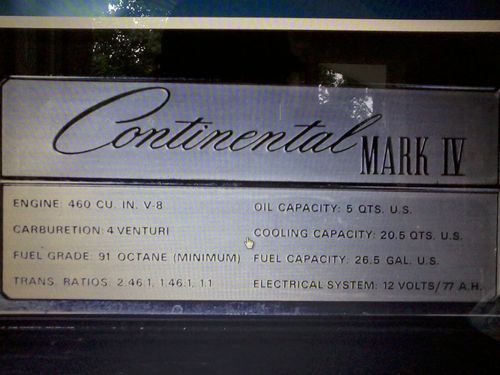 Continental MARK IV
ENGINE: 460 CU. IN. V-8
CARBURETION: 4 VENTURI
FUEL GRADE: 91 OCTANE (MINIMUM)
TRANS. RATIOS: 2.46:1, 1.46:1, 1:1
OIL CAPACITY: 5 QTS. U.S.
COOLING CAPACITY: 20.5 QTS. U.S.
FUEL CAPACITY: 26.5 GAL. U.S.
ELECTRICAL SYSTEM: 12 VOLTS/77 A.H.